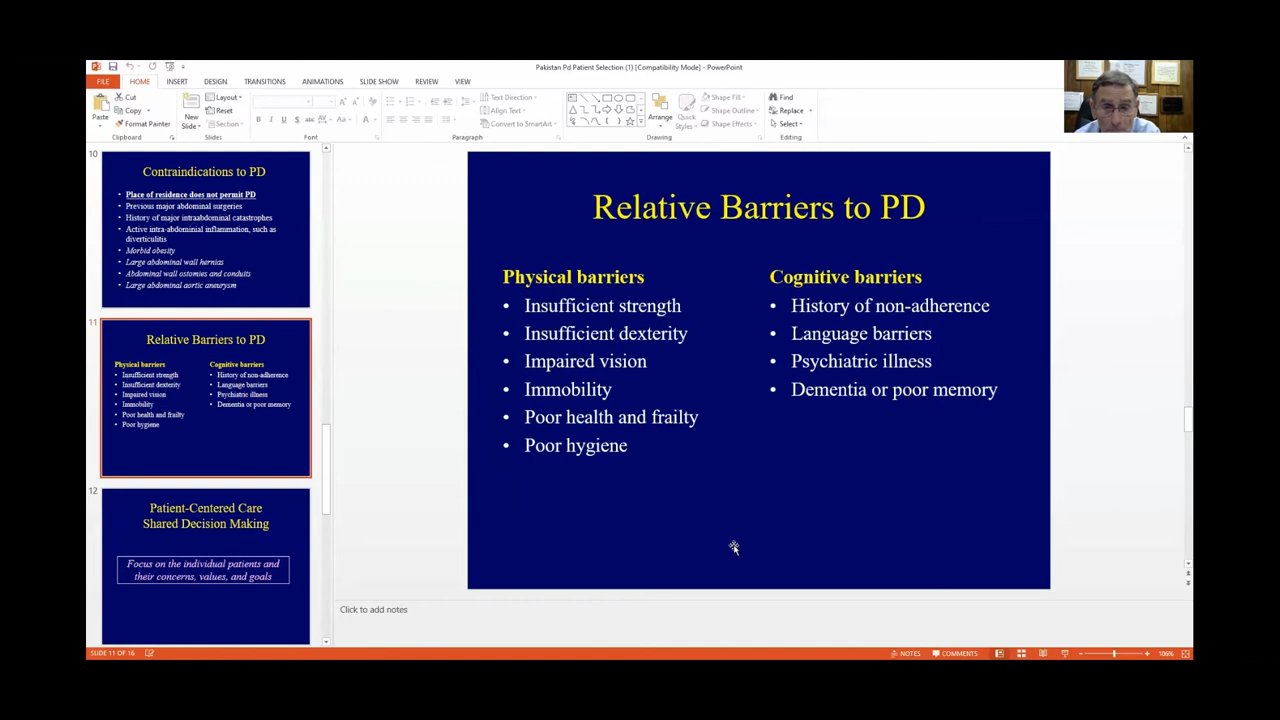 Pakistan Pd Patient Selection (1) [Compatibility Mode] - PowerPoint
FILE HOME INSERT DESIGN TRANSITIONS ANIMATIONS SLIDE SHOW REVIEW VIEW
Paste
Cut
Copy
Format Painter
Clipboard
New Slide
Layout
Reset
Section
Slides
Font
Text Direction
Align Text
Convert to SmartArt
Paragraph
Arrange
Quick Styles
Shape Fill
Shape Outline
Shape Effects
Drawing
Find
Replace
Select
Editing
10
Contraindications to PD
• Place of residence does not permit PD
• Previous major abdominal surgeries
• History of major intraabdominal catastrophes
• Active intra-abdominial inflammation, such as
diverticulitis
• Morbid obesity
• Large abdominal wall hernias
• Abdominal wall ostomies and conduits
• Large abdominal aortic aneurysm
11
Relative Barriers to PD
Physical barriers
• Insufficient strength
• Insufficient dexterity
• Impaired vision
• Immobility
• Poor health and frailty
• Poor hygiene
Cognitive barriers
• History of non-adherence
• Language barriers
• Psychiatric illness
• Dementia or poor memory
12
Patient-Centered Care
Shared Decision Making
Focus on the individual patients and
their concerns, values, and goals
Relative Barriers to PD
Physical barriers
• Insufficient strength
• Insufficient dexterity
• Impaired vision
• Immobility
• Poor health and frailty
• Poor hygiene
Cognitive barriers
• History of non-adherence
• Language barriers
• Psychiatric illness
• Dementia or poor memory
Click to add notes
SLIDE 11 OF 16
NOTES
COMMENTS
106%